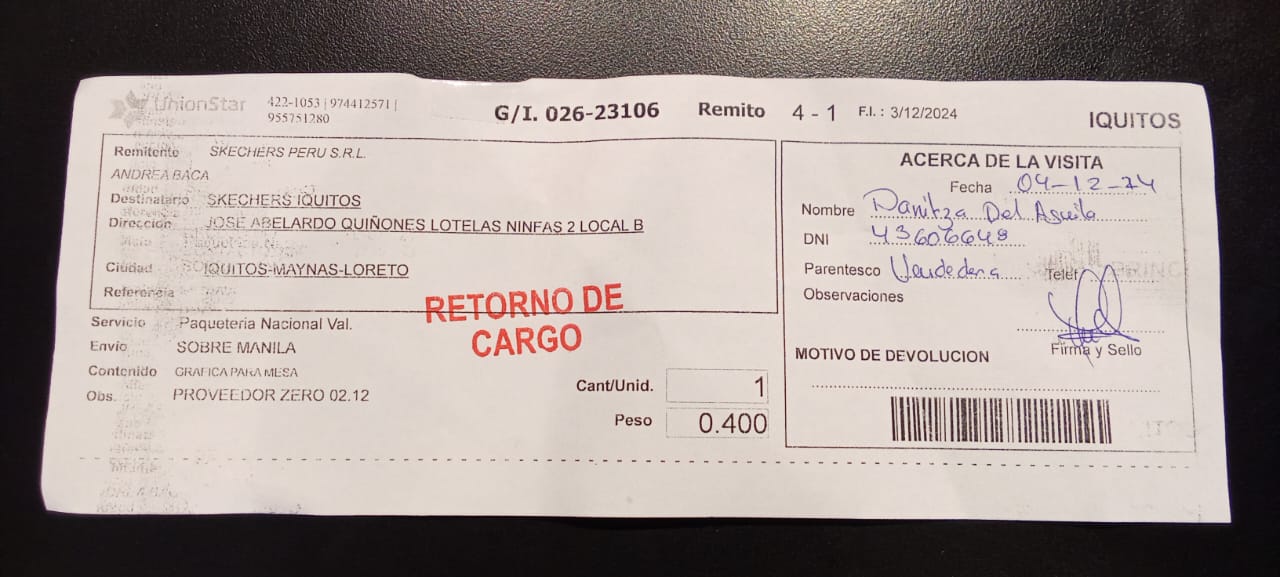 UnionStar 422-1053 | 974412571 |
955751280
G/I. 026-23106 Remito 4 - 1 F.I. : 3/12/2024 IQUITOS
Remitente SKECHERS PERU S.R.L.
ANDREA BACA
Destinatario SKECHERS IQUITOS
Dirección JOSE ABELARDO QUIÑONES LOTELAS NINFAS 2 LOCAL B
Ciudad IQUITOS-MAYNAS-LORETO
Referencia
RETORNO DE
CARGO
Servicio Paqueteria Nacional Val.
Envío SOBRE MANILA
Contenido GRAFICA PARA MESA
Obs. PROVEEDOR ZERO 02.12
Cant/Unid. 1
Peso 0.400
ACERCA DE LA VISITA
Fecha 04-12-24
Nombre Danitza Del Aguila
DNI 43606648
Parentesco Vendedora Telef
Observaciones
Firma y Sello
MOTIVO DE DEVOLUCION